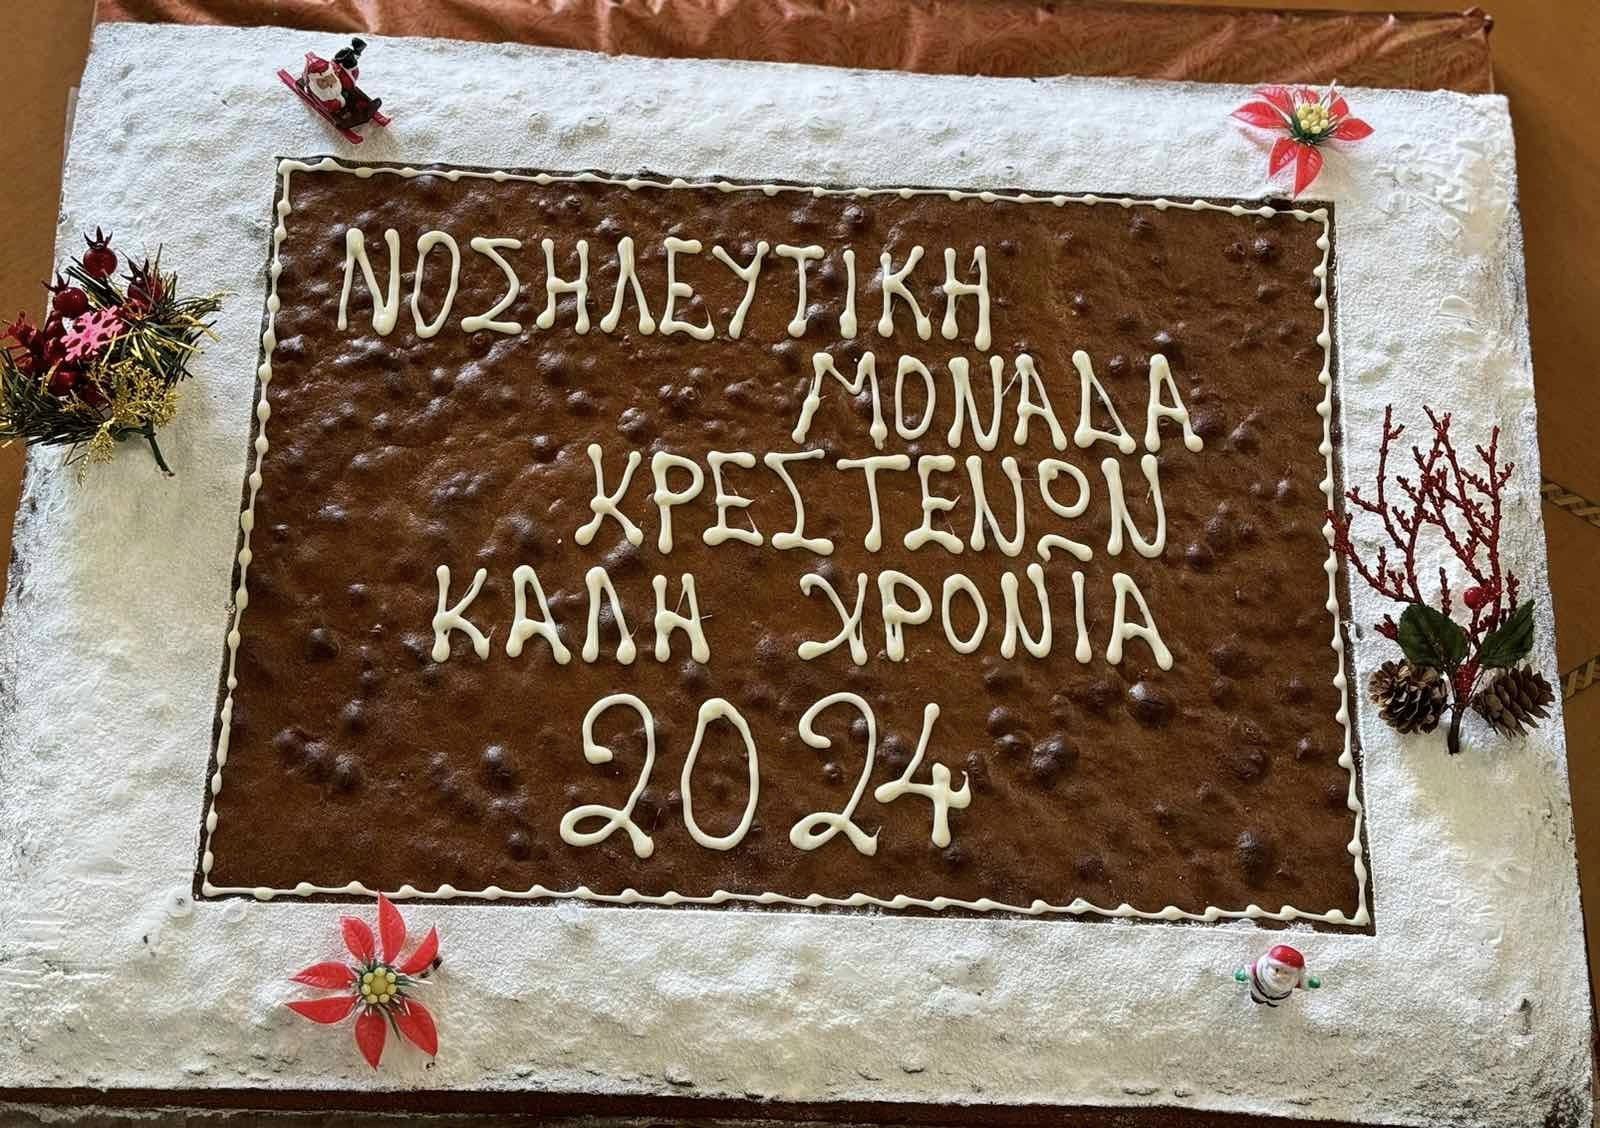 ΝΟΣΗΛΕΥΤΙΚΗ
ΜΟΝΑΔΑ
ΚΡΕΣΤΕΝΩΝ
ΚΑΛΗ ΧΡΟΝΙΑ
2024